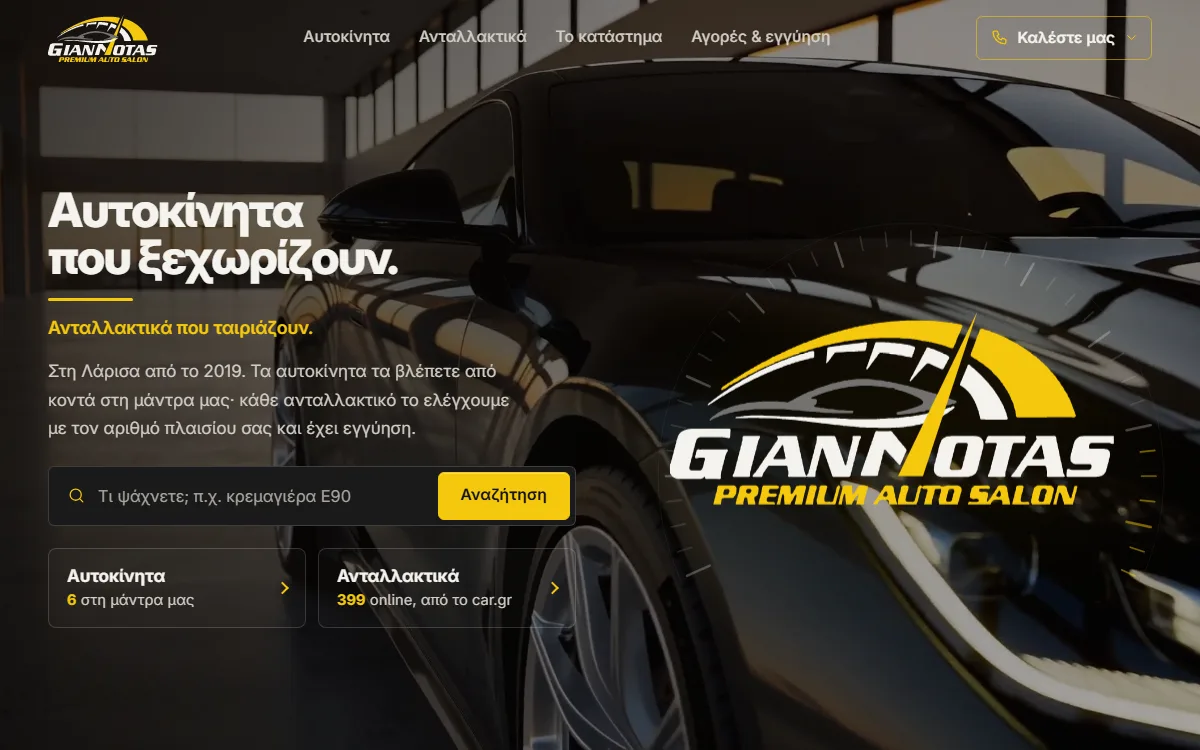 GIANNOTAS
PREMIUM AUTO SALON
Αυτοκίνητα
Ανταλλακτικά
Το κατάστημα
Αγορές & εγγύηση
Καλέστε μας
Αυτοκίνητα
που ξεχωρίζουν.
Ανταλλακτικά που ταιριάζουν.
Στη Λάρισα από το 2019. Τα αυτοκίνητα τα βλέπετε από
κοντά στη μάντρα μας· κάθε ανταλλακτικό το ελέγχουμε
με τον αριθμό πλαισίου σας και έχει εγγύηση.
Τι ψάχνετε; π.χ. κρεμαγιέρα E90
Αναζήτηση
Αυτοκίνητα
6 στη μάντρα μας
Ανταλλακτικά
399 online, από το car.gr
GIANNOTAS
PREMIUM AUTO SALON